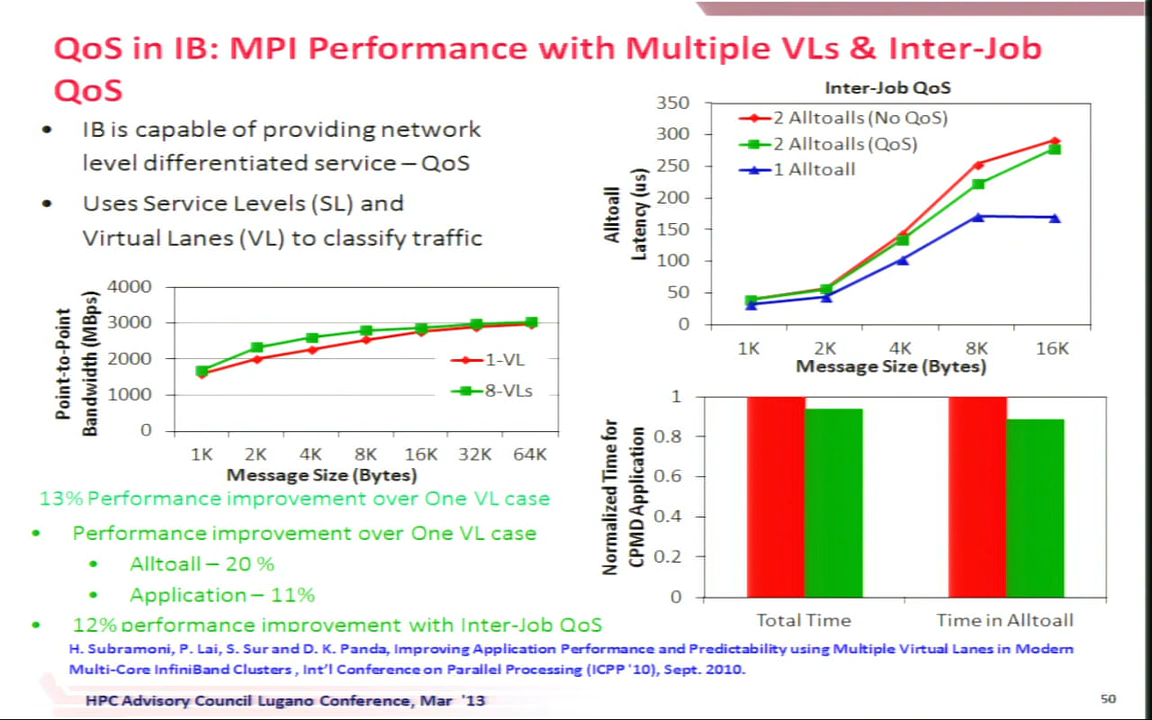 QoS in IB: MPI Performance with Multiple VLs & Inter-Job
QoS
• IB is capable of providing network
level differentiated service – QoS
• Uses Service Levels (SL) and
Virtual Lanes (VL) to classify traffic
Point-to-Point
Bandwidth (MBps)
4000
3000
2000
1000
0
1-VL
8-VLs
1K 2K 4K 8K 16K 32K 64K
Message Size (Bytes)
13% Performance improvement over One VL case
• Performance improvement over One VL case
• Alltoall – 20 %
• Application – 11%
• 12% performance improvement with Inter-Job QoS
Inter-Job QoS
Alltoall
Latency (us)
350
300
250
200
150
100
50
0
2 Alltoalls (No QoS)
2 Alltoalls (QoS)
1 Alltoall
1K 2K 4K 8K 16K
Message Size (Bytes)
Normalized Time for
CPMD Application
1
0.8
0.6
0.4
0.2
0
Total Time Time in Alltoall
H. Subramoni, P. Lai, S. Sur and D. K. Panda, Improving Application Performance and Predictability using Multiple Virtual Lanes in Modern
Multi-Core InfiniBand Clusters , Int'l Conference on Parallel Processing (ICPP '10), Sept. 2010.
HPC Advisory Council Lugano Conference, Mar '13
50